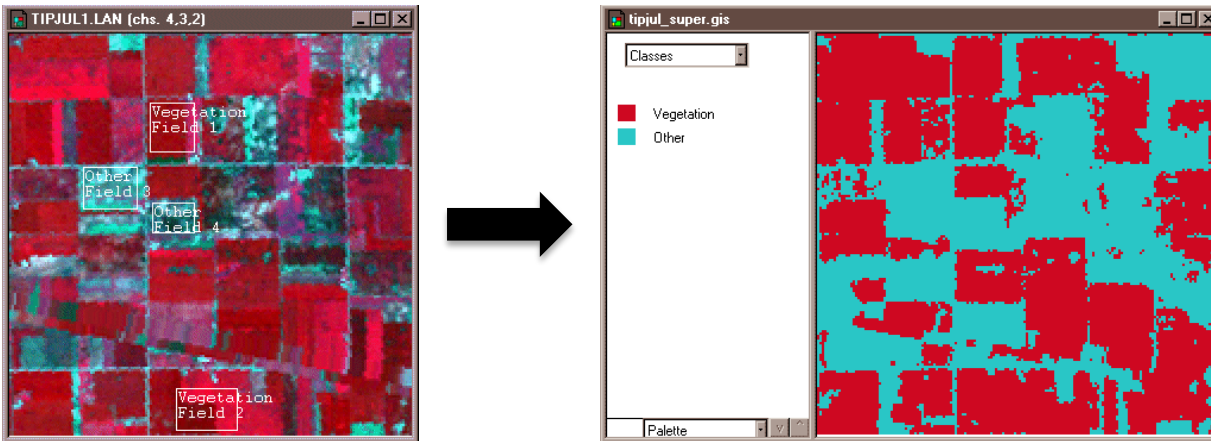 TIPJUL1.LAN (chs. 4,3,2)
Vegetation
Field 1
Other
Field 3
Other
Field 4
Vegetation
Field 2
tipjul_super.gis
Classes
Vegetation
Other
Palette
V ^